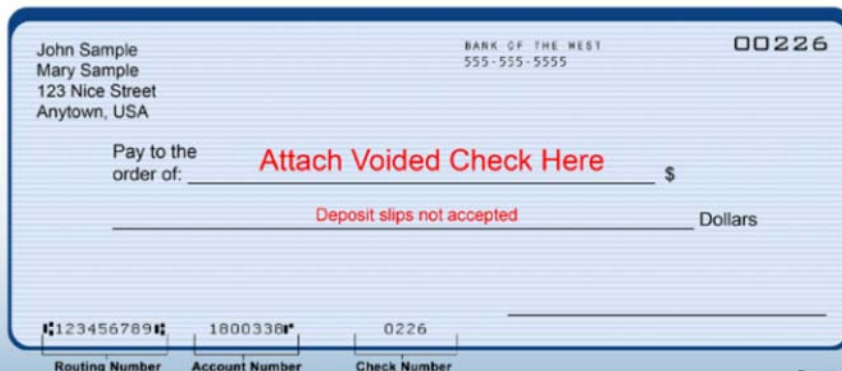 John Sample
Mary Sample
123 Nice Street
Anytown, USA
BANK OF THE WEST
555-555-5555
00226
Pay to the
order of: Attach Voided Check Here $
Deposit slips not accepted Dollars
⑆123456789⑆ 1800338⑈ 0226
Routing Number Account Number Check Number